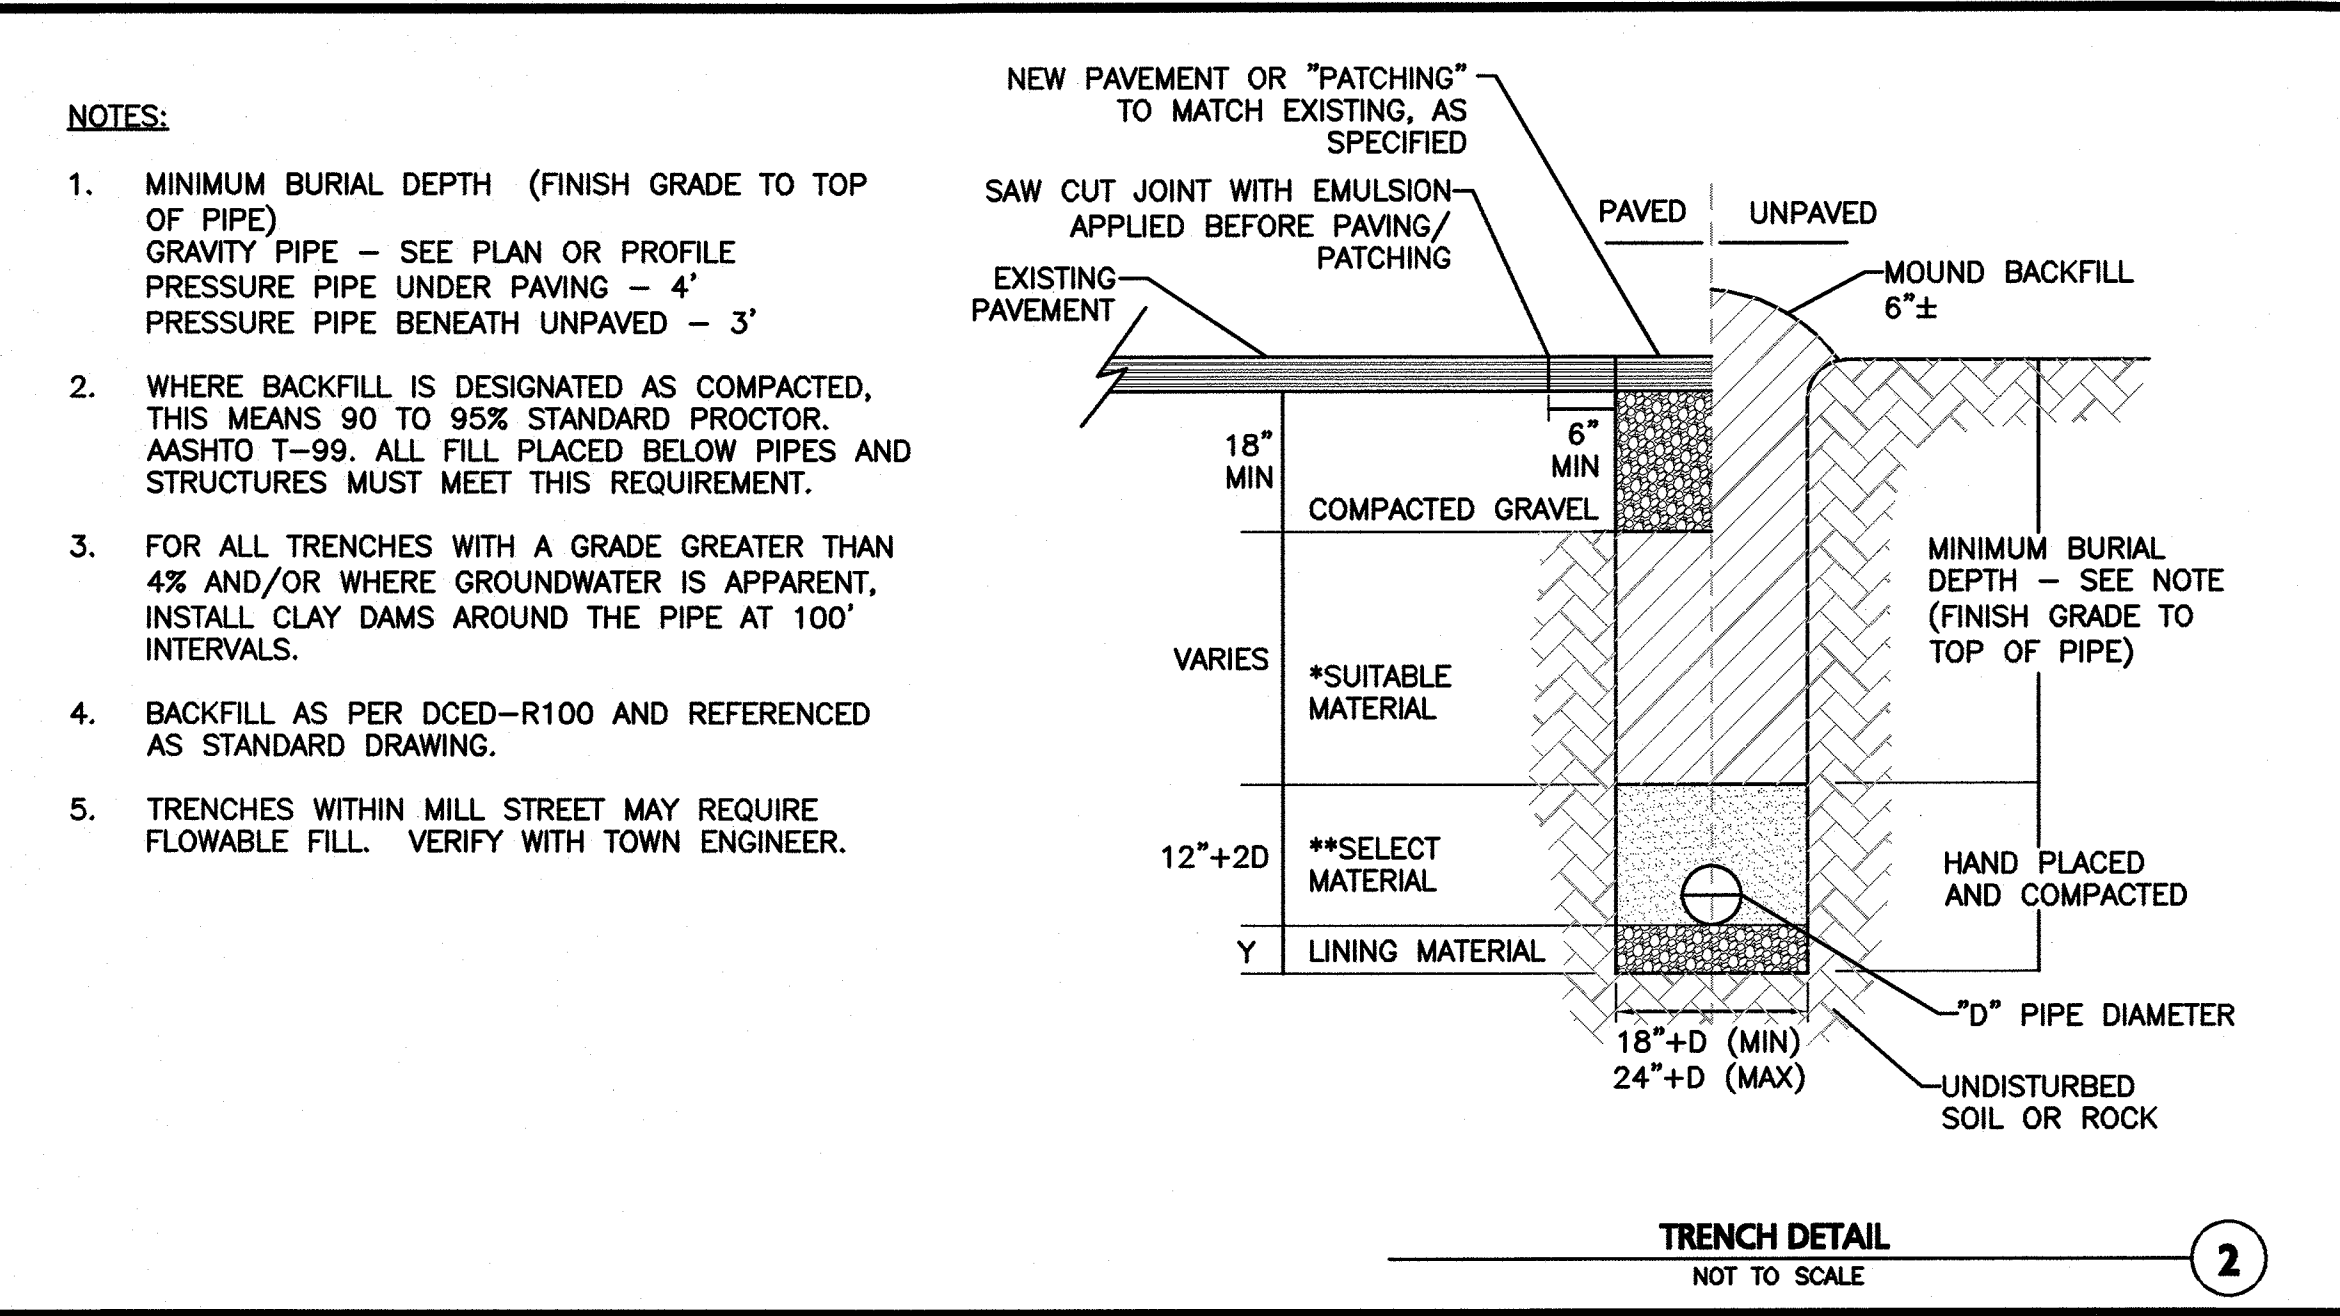 NOTES:
1. MINIMUM BURIAL DEPTH (FINISH GRADE TO TOP
OF PIPE)
GRAVITY PIPE – SEE PLAN OR PROFILE
PRESSURE PIPE UNDER PAVING – 4'
PRESSURE PIPE BENEATH UNPAVED – 3'
2. WHERE BACKFILL IS DESIGNATED AS COMPACTED,
THIS MEANS 90 TO 95% STANDARD PROCTOR.
AASHTO T–99. ALL FILL PLACED BELOW PIPES AND
STRUCTURES MUST MEET THIS REQUIREMENT.
3. FOR ALL TRENCHES WITH A GRADE GREATER THAN
4% AND/OR WHERE GROUNDWATER IS APPARENT,
INSTALL CLAY DAMS AROUND THE PIPE AT 100'
INTERVALS.
4. BACKFILL AS PER DCED–R100 AND REFERENCED
AS STANDARD DRAWING.
5. TRENCHES WITHIN MILL STREET MAY REQUIRE
FLOWABLE FILL. VERIFY WITH TOWN ENGINEER.
NEW PAVEMENT OR "PATCHING"
TO MATCH EXISTING, AS
SPECIFIED
SAW CUT JOINT WITH EMULSION
APPLIED BEFORE PAVING/
PATCHING
EXISTING
PAVEMENT
PAVED
UNPAVED
MOUND BACKFILL
6"±
18"
MIN
6"
MIN
COMPACTED GRAVEL
VARIES
*SUITABLE
MATERIAL
12"+2D
**SELECT
MATERIAL
Y
LINING MATERIAL
MINIMUM BURIAL
DEPTH – SEE NOTE
(FINISH GRADE TO
TOP OF PIPE)
HAND PLACED
AND COMPACTED
"D" PIPE DIAMETER
18"+D (MIN)
24"+D (MAX)
UNDISTURBED
SOIL OR ROCK
TRENCH DETAIL
NOT TO SCALE
2